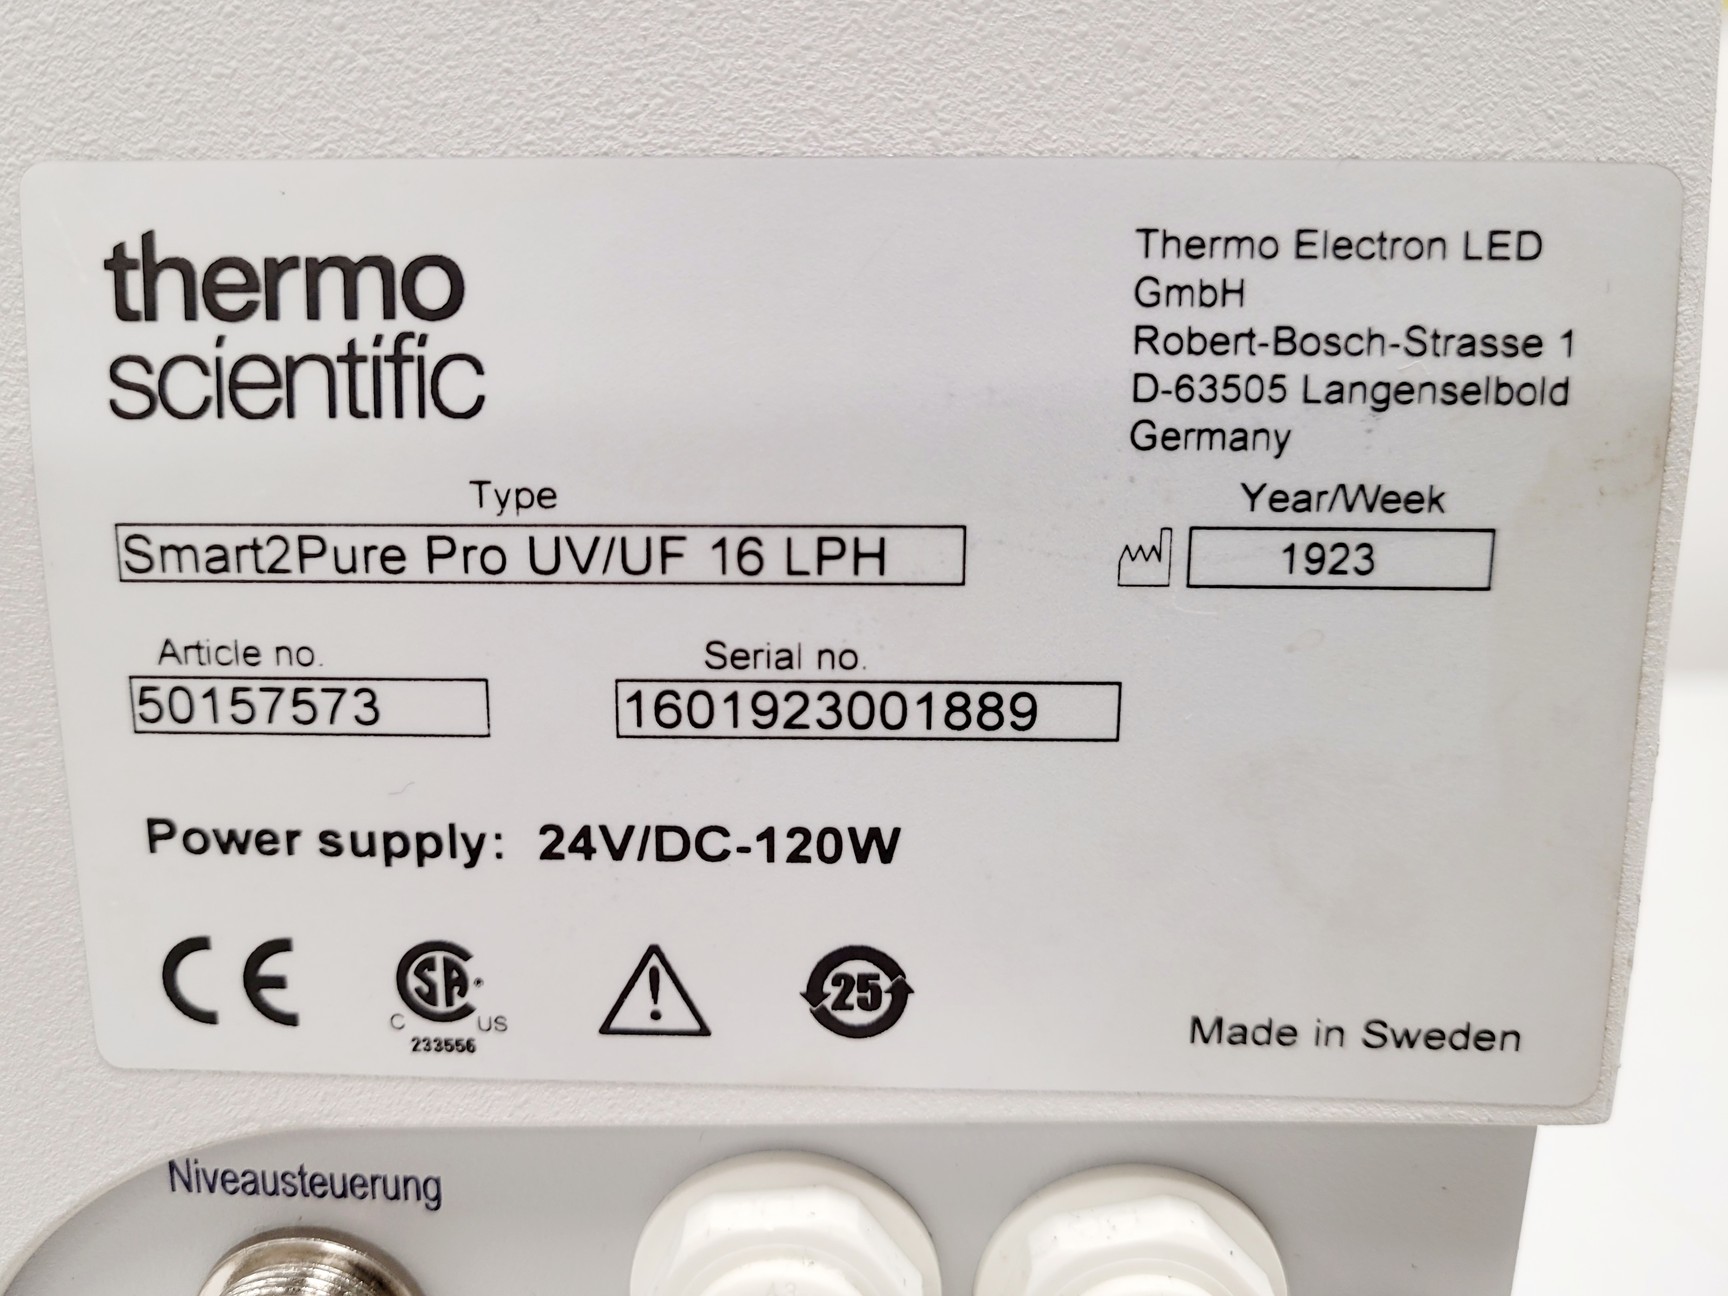 thermo
scientific
Thermo Electron LED
GmbH
Robert-Bosch-Strasse 1
D-63505 Langenselbold
Germany
Type
Smart2Pure Pro UV/UF 16 LPH
Year/Week
1923
Article no.
50157573
Serial no.
1601923001889
Power supply: 24V/DC-120W
CE
SA
C US
233556
25
Made in Sweden
Niveausteuerung